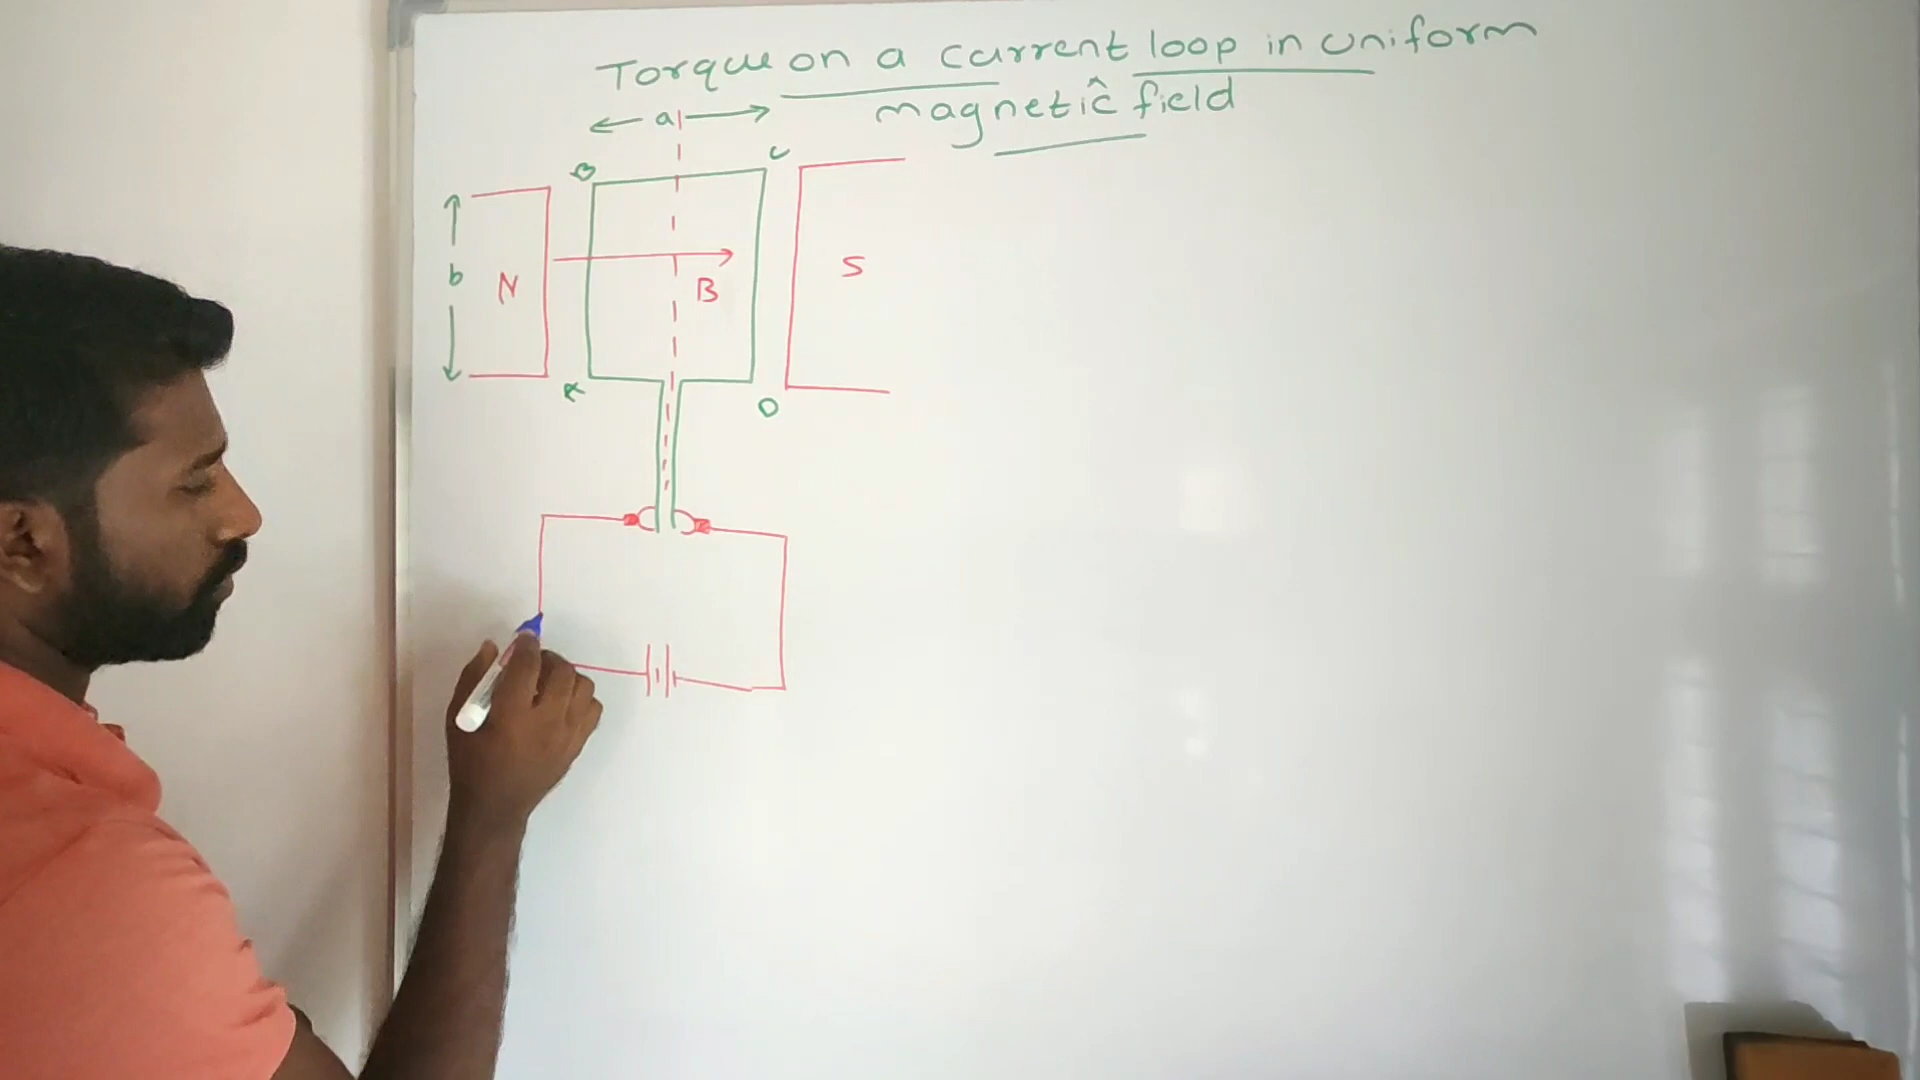 Torque on a current loop in uniform
magnetic field
a
B
C
b
N
B
S
A
D